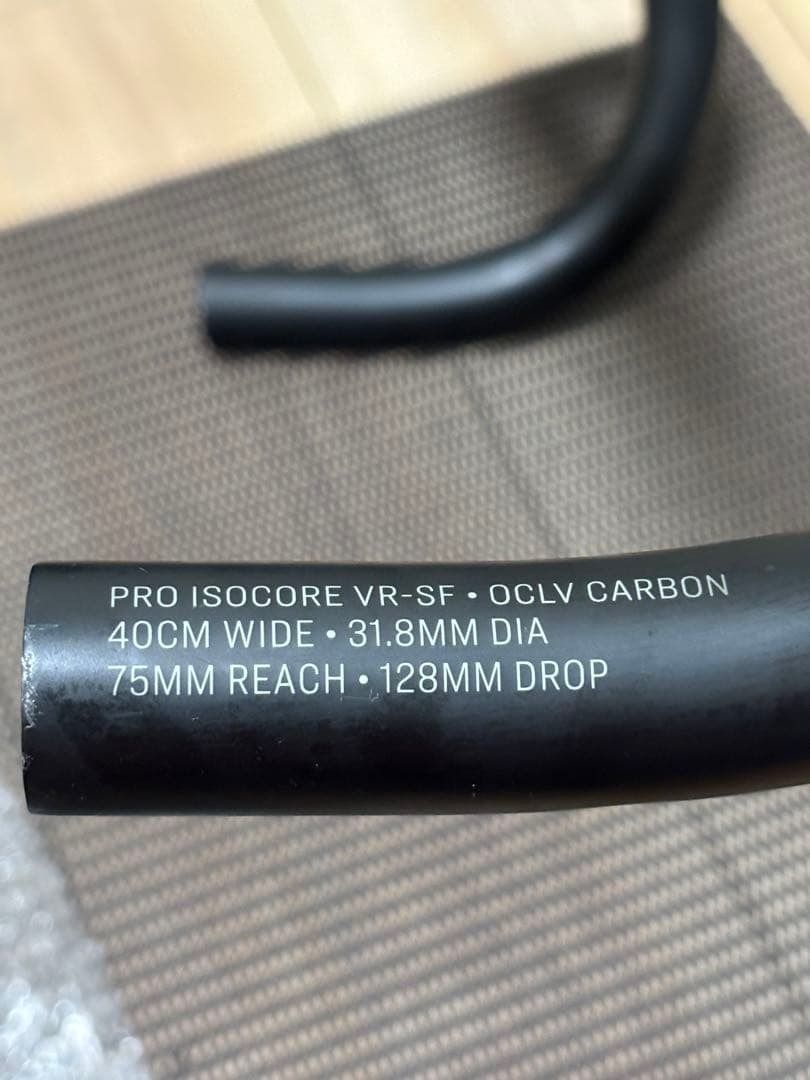 PRO ISOCORE VR-SF • OCLV CARBON
40CM WIDE • 31.8MM DIA
75MM REACH • 128MM DROP